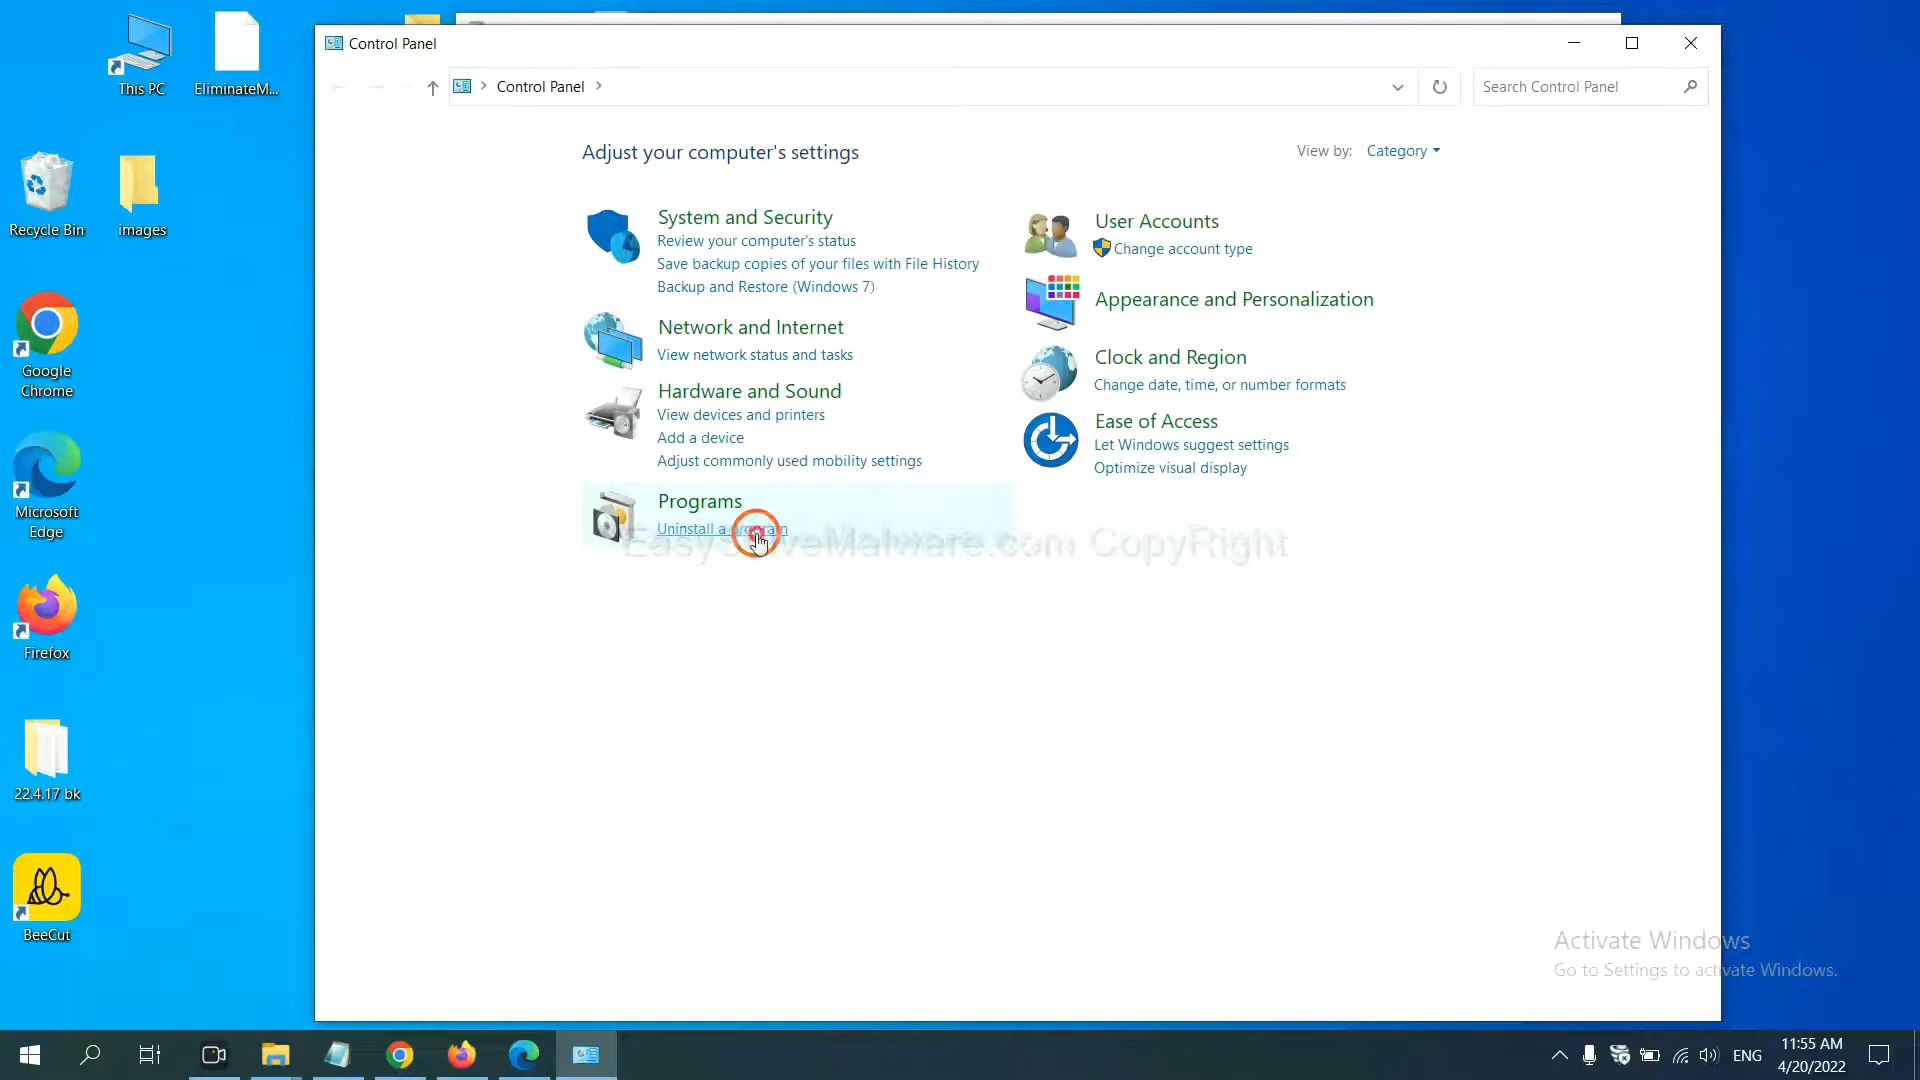 Control Panel
Control Panel
Search Control Panel
This PC
EliminateM...
Recycle Bin
images
Google
Chrome
Microsoft
Edge
Firefox
22.4.17 bk
BeeCut
Adjust your computer's settings
View by:
Category
System and Security
Review your computer's status
Save backup copies of your files with File History
Backup and Restore (Windows 7)
Network and Internet
View network status and tasks
Hardware and Sound
View devices and printers
Add a device
Adjust commonly used mobility settings
Programs
Uninstall a program
User Accounts
Change account type
Appearance and Personalization
Clock and Region
Change date, time, or number formats
Ease of Access
Let Windows suggest settings
Optimize visual display
EasySolveMalware.com CopyRight
Activate Windows
Go to Settings to activate Windows.
ENG
11:55 AM
4/20/2022